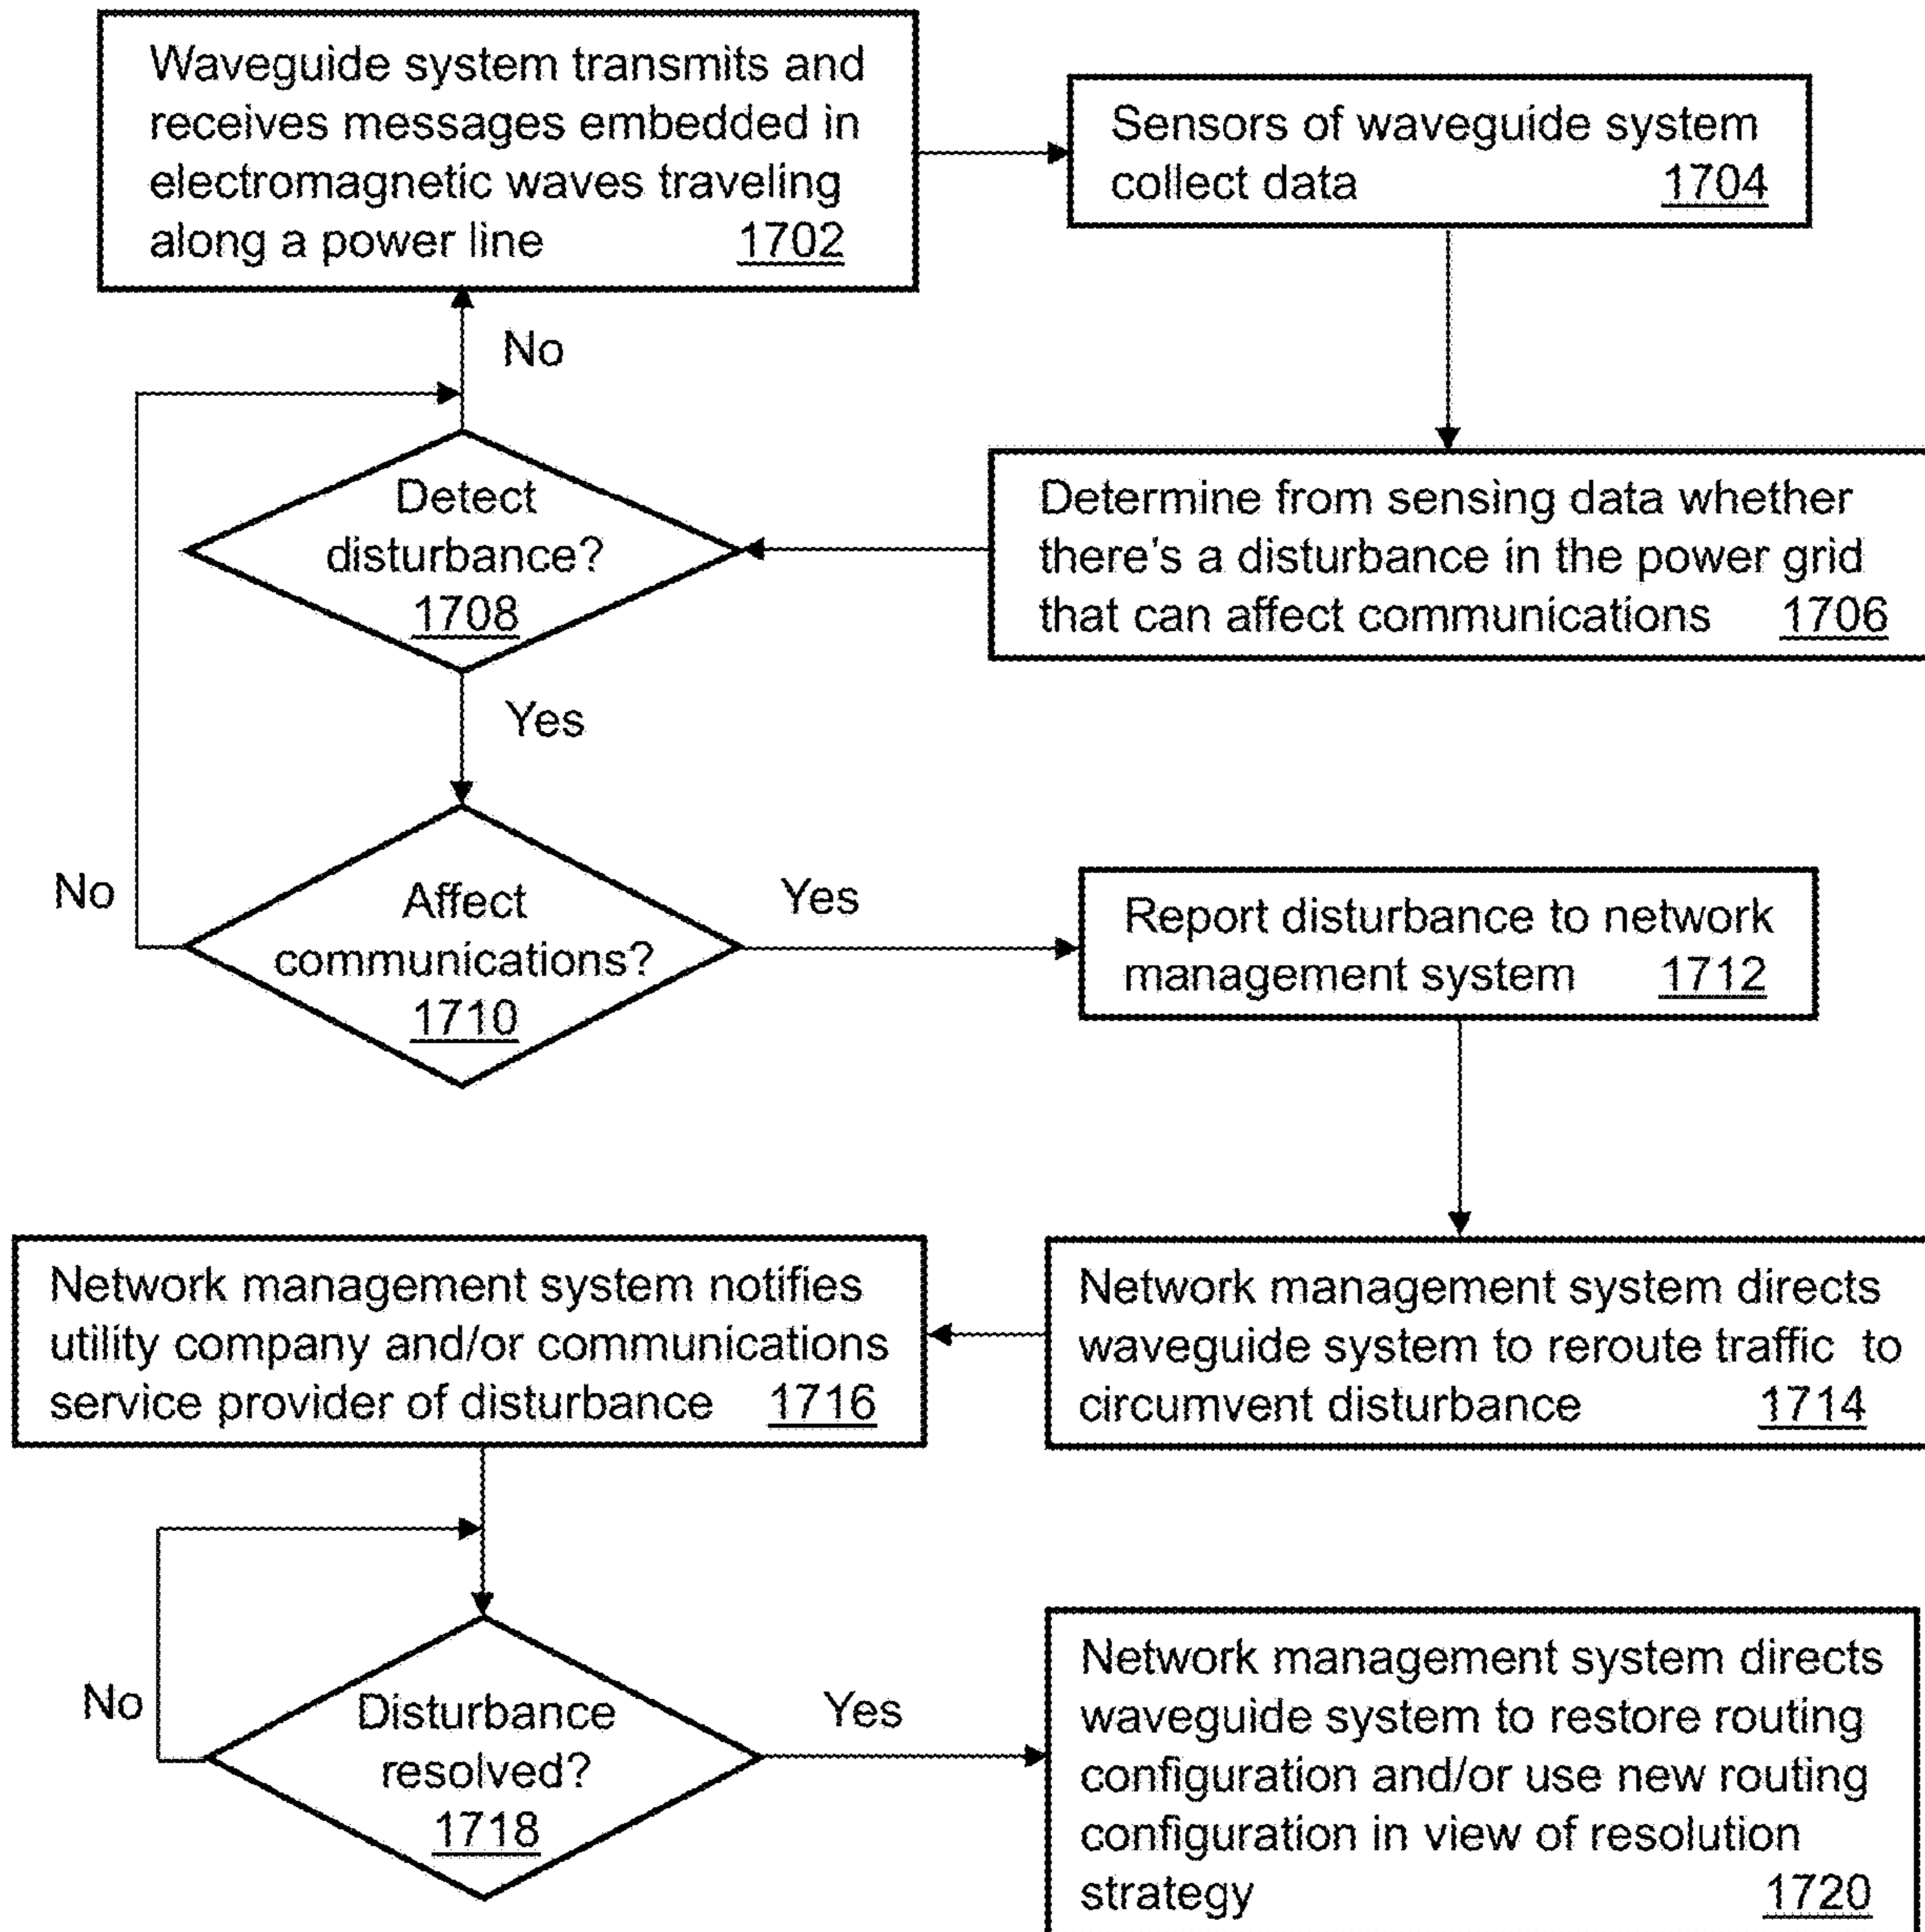 Waveguide system transmits and
receives messages embedded in
electromagnetic waves traveling
along a power line 1702
Sensors of waveguide system
collect data 1704
No
Detect
disturbance?
1708
Determine from sensing data whether
there's a disturbance in the power grid
that can affect communications 1706
Yes
No
Affect
communications?
1710
Yes
Report disturbance to network
management system 1712
Network management system notifies
utility company and/or communications
service provider of disturbance 1716
Network management system directs
waveguide system to reroute traffic to
circumvent disturbance 1714
No
Disturbance
resolved?
1718
Yes
Network management system directs
waveguide system to restore routing
configuration and/or use new routing
configuration in view of resolution
strategy 1720